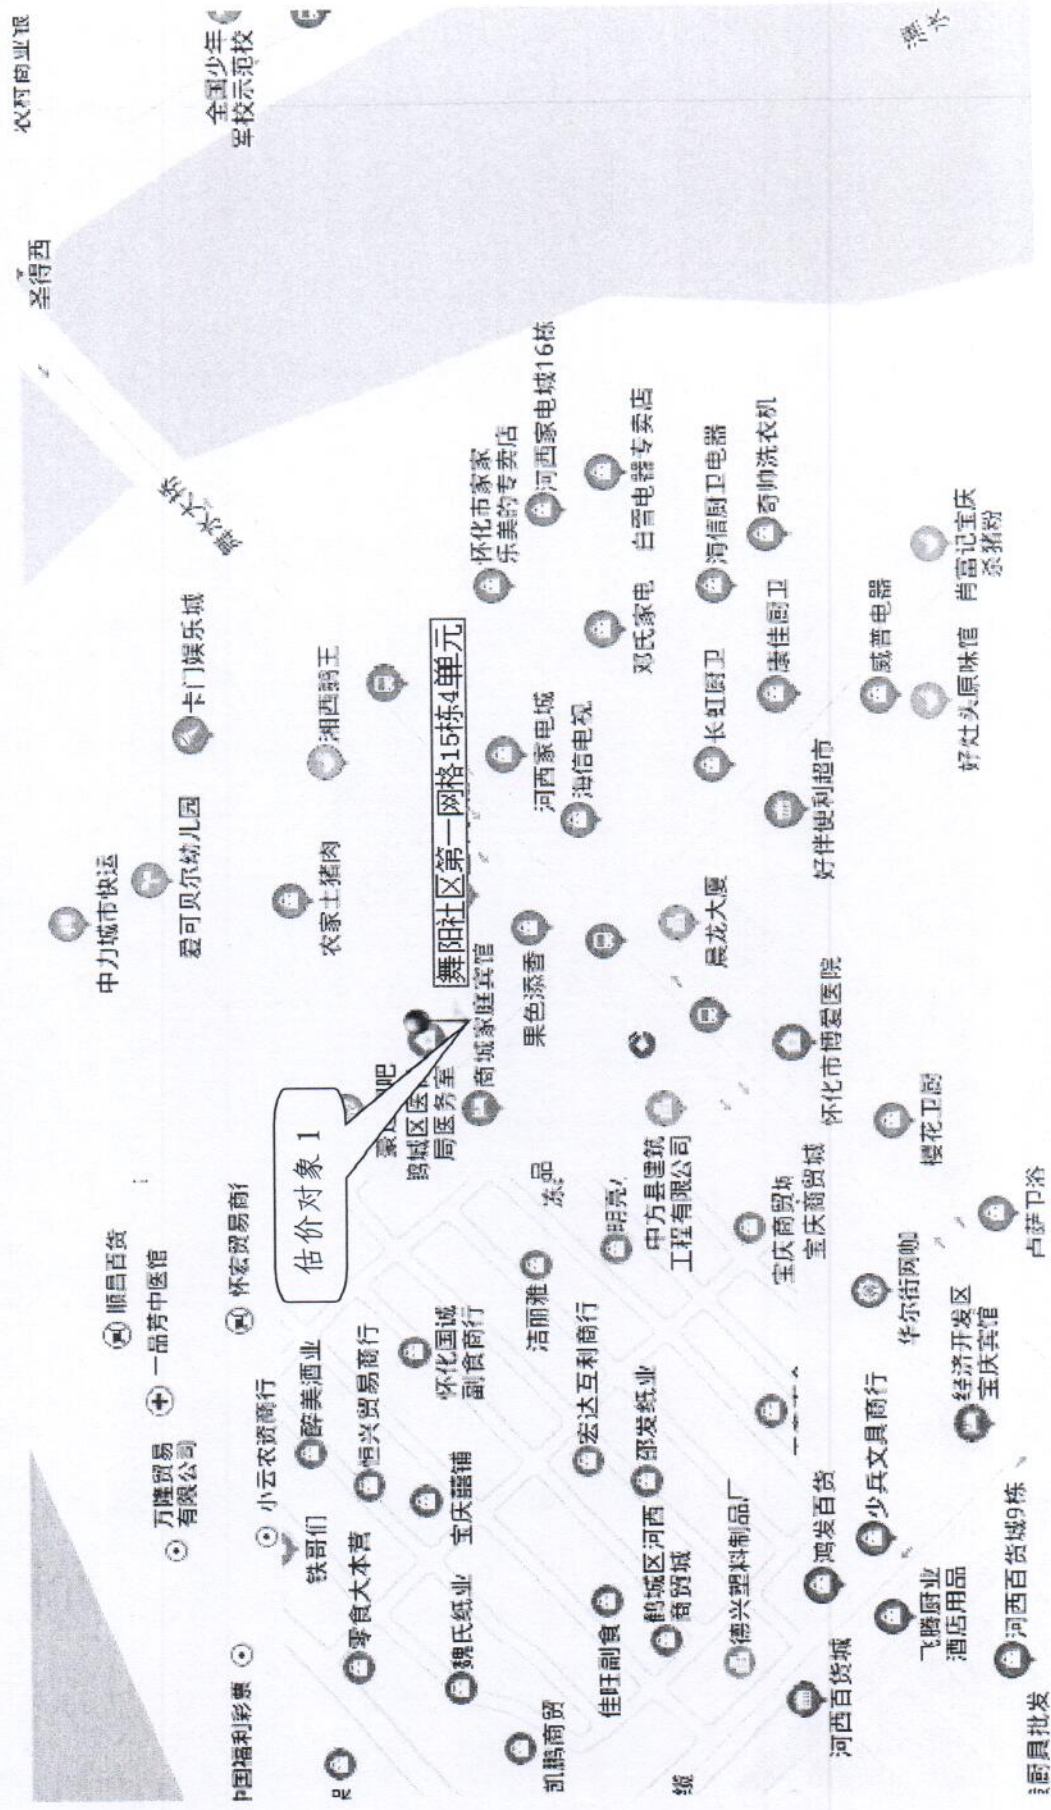 农村商业银
全国少年
军校示范校
圣得西
潕水
潕水大桥
中力城市快运
爱可贝尔幼儿园
卡门娱乐城
顺昌百货
一品芳中医馆
万隆贸易
有限公司
怀宏贸易商行
小云农资商行
中国福利彩票
农家土猪肉
湘西鹅王
估价对象 1
舞阳社区第一网格15栋4单元
鹤城区医
局医务室
商城家庭宾馆
怀化市家家
乐美的专卖店
河西家电城16栋
白雪电器专卖店
河西家电城
海信电视
邓氏家电
海信厨卫电器
奇帅洗衣机
长虹厨卫
康佳厨卫
威普电器
肖富记宝庆
杀猪粉
好灶头原味馆
好伴便利超市
果色添香
晨龙大厦
怀化市博爱医院
醉美酒业
铁哥们
恒兴贸易商行
零食大本营
怀化国诚
副食商行
宝庆囍铺
魏氏纸业
凯鹏商贸
洁丽雅
冻品
明亮
宏达互利商行
邵发纸业
佳旺副食
鹤城区河西
商贸城
中方县建筑
工程有限公司
宝庆商贸城
宝庆商贸城
德兴塑料制品厂
鸿发百货
河西百货城
少兵文具商行
华尔街网咖
樱花卫厨
经济开发区
宝庆宾馆
卢萨卫浴
飞腾厨业
酒店用品
河西百货城9栋
厨具批发
缆